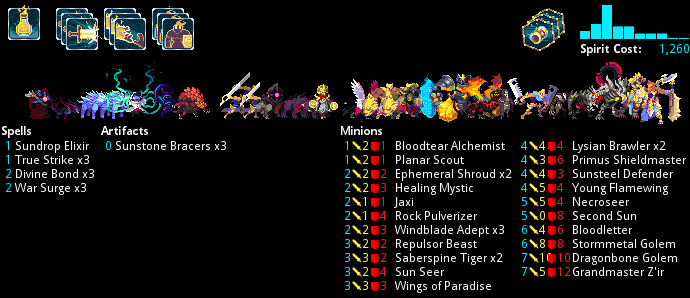 Spirit Cost: 1,260
Spells
1 Sundrop Elixir
1 True Strike x3
2 Divine Bond x3
2 War Surge x3
Artifacts
0 Sunstone Bracers x3
Minions
1 2 1 Bloodtear Alchemist
1 2 1 Planar Scout
2 2 2 Ephemeral Shroud x2
2 2 3 Healing Mystic
2 1 1 Jaxi
2 1 4 Rock Pulverizer
2 2 3 Windblade Adept x3
3 2 2 Repulsor Beast
3 3 2 Saberspine Tiger x2
3 2 4 Sun Seer
3 3 3 Wings of Paradise
4 4 4 Lysian Brawler x2
4 3 6 Primus Shieldmaster
4 4 3 Sunsteel Defender
4 5 4 Young Flamewing
5 5 4 Necroseer
5 0 8 Second Sun
6 4 6 Bloodletter
6 8 8 Stormmetal Golem
7 10 10 Dragonbone Golem
7 5 12 Grandmaster Z'ir